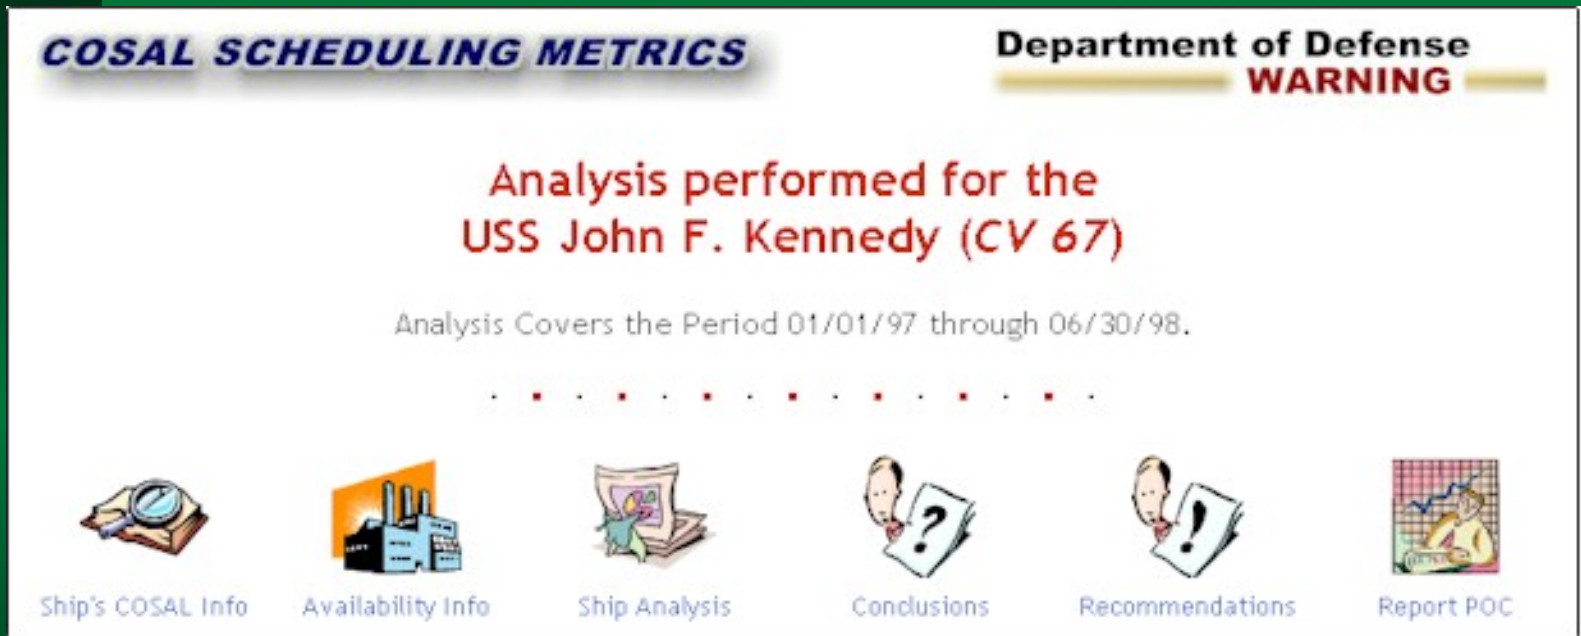 COSAL SCHEDULING METRICS
Department of Defense
WARNING
Analysis performed for the
USS John F. Kennedy (CV 67)
Analysis Covers the Period 01/01/97 through 06/30/98.
?
!
Ship's COSAL Info
Availability Info
Ship Analysis
Conclusions
Recommendations
Report POC